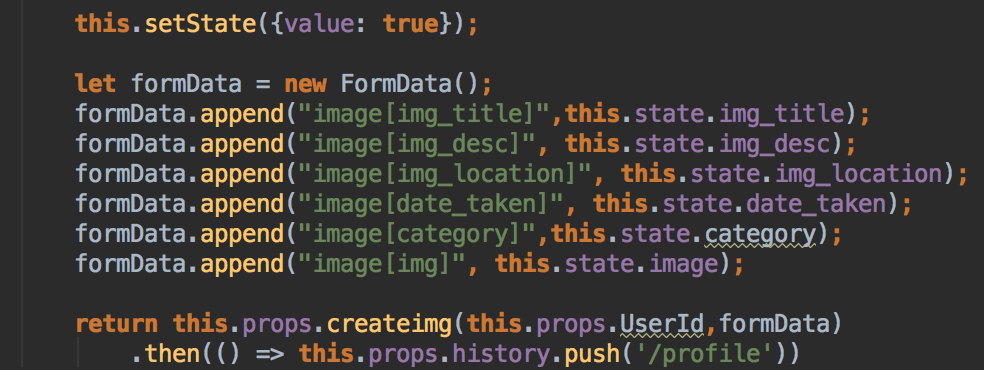 this.setState({value: true});
let formData = new FormData();
formData.append("image[img_title]",this.state.img_title);
formData.append("image[img_desc]", this.state.img_desc);
formData.append("image[img_location]", this.state.img_location);
formData.append("image[date_taken]", this.state.date_taken);
formData.append("image[category]",this.state.category);
formData.append("image[img]", this.state.image);
return this.props.createimg(this.props.UserId,formData)
.then(() => this.props.history.push('/profile'))